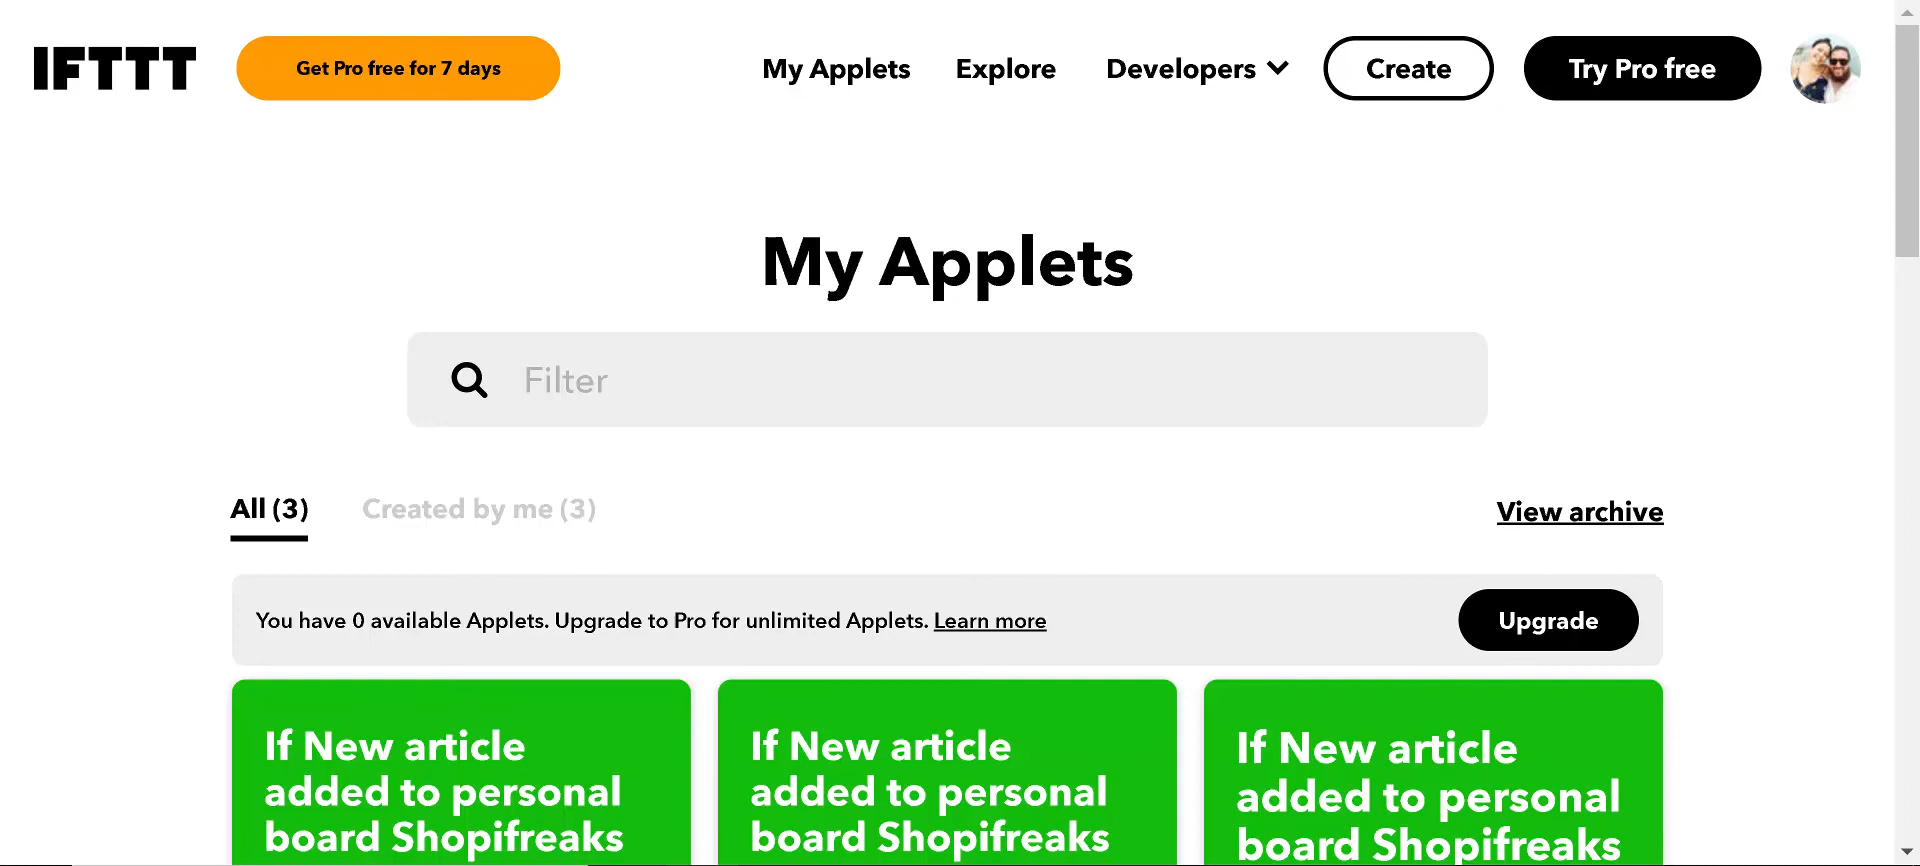 IFTTT
Get Pro free for 7 days
My Applets
Explore
Developers
Create
Try Pro free
My Applets
Filter
All (3)
Created by me (3)
View archive
You have 0 available Applets. Upgrade to Pro for unlimited Applets. Learn more
Upgrade
If New article
added to personal
board Shopifreaks
If New article
added to personal
board Shopifreaks
If New article
added to personal
board Shopifreaks